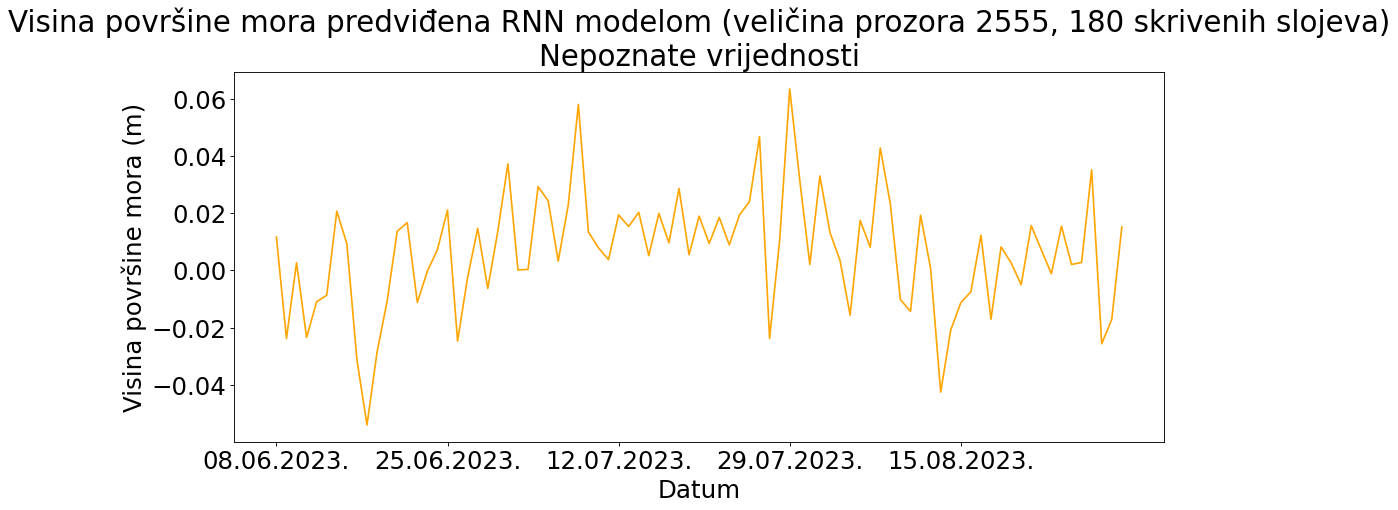 Visina površine mora predviđena RNN modelom (veličina prozora 2555, 180 skrivenih slojeva)
Nepoznate vrijednosti
Visina površine mora (m)
0.06
0.04
0.02
0.00
−0.02
−0.04
08.06.2023. 25.06.2023. 12.07.2023. 29.07.2023. 15.08.2023.
Datum